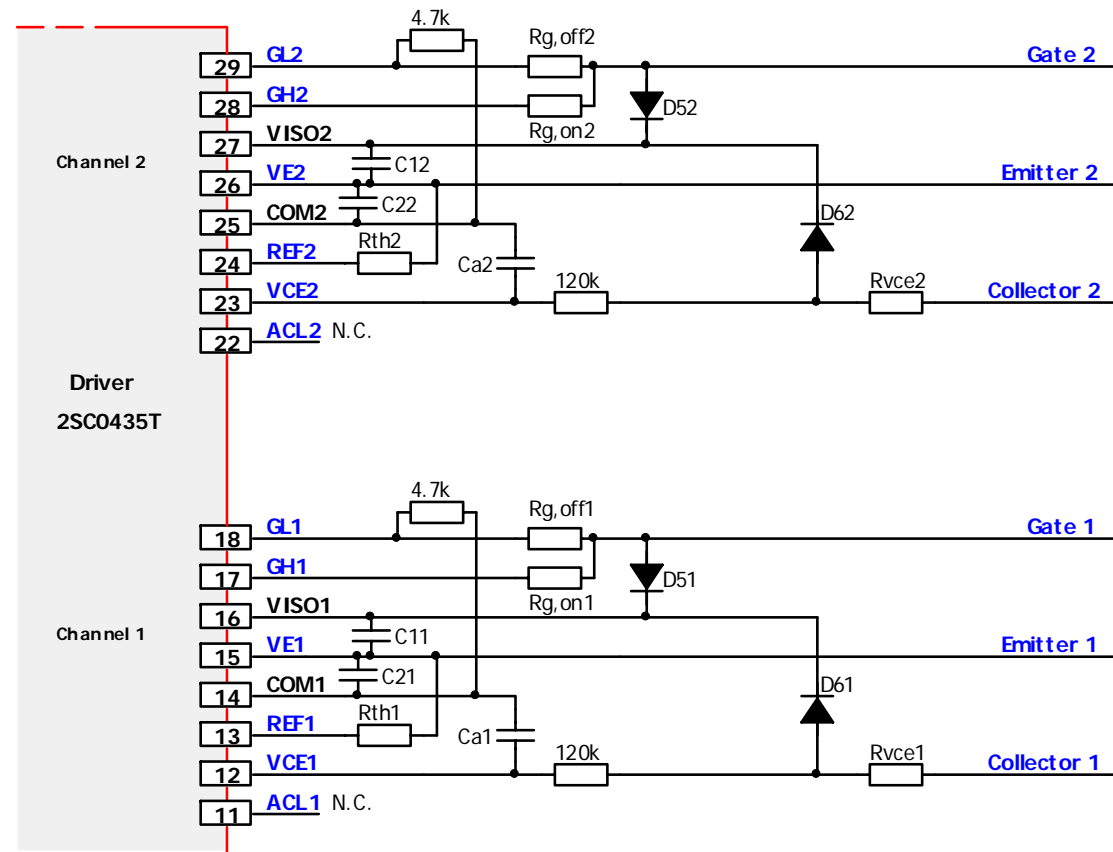 4.7k
Rg,off2
29 GL2 Gate 2
28 GH2
Rg,on2
D52
27 VISO2
Channel 2
C12
26 VE2 Emitter 2
C22
25 COM2
D62
24 REF2
Rth2
Ca2
120k
Rvce2
23 VCE2 Collector 2
22 ACL2 N.C.
Driver
2SC0435T
4.7k
Rg,off1
18 GL1 Gate 1
17 GH1
Rg,on1
D51
16 VISO1
Channel 1
C11
15 VE1 Emitter 1
C21
14 COM1
D61
13 REF1
Rth1
Ca1
120k
Rvce1
12 VCE1 Collector 1
11 ACL1 N.C.